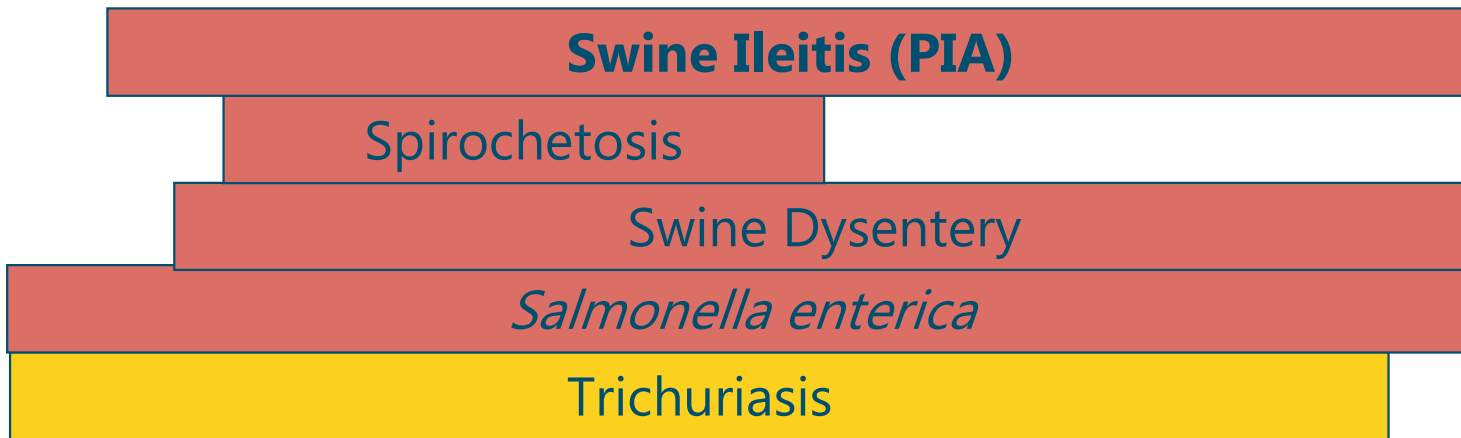 Swine Ileitis (PIA)
Spirochetosis
Swine Dysentery
Salmonella enterica
Trichuriasis